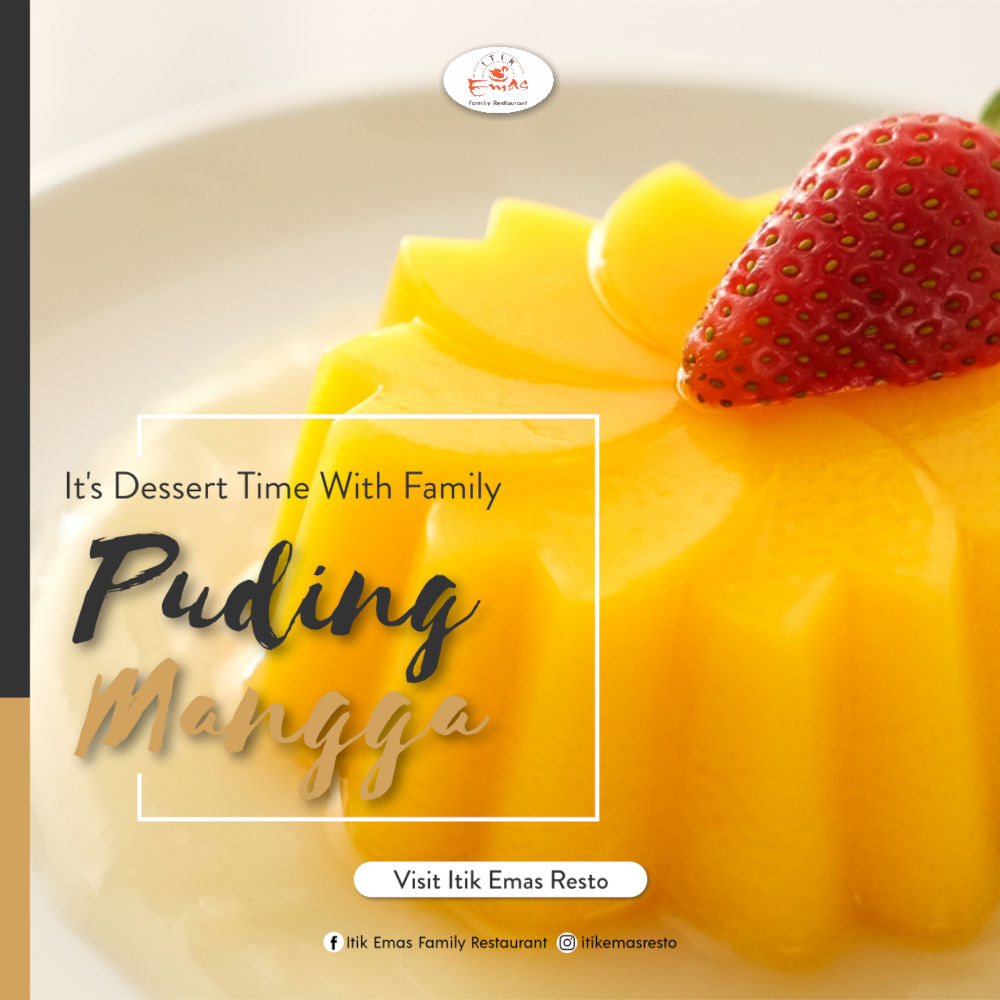 ITIK
Emas
Family Restaurant
It's Dessert Time With Family
Puding
Mangga
Visit Itik Emas Resto
Itik Emas Family Restaurant
itikemasresto